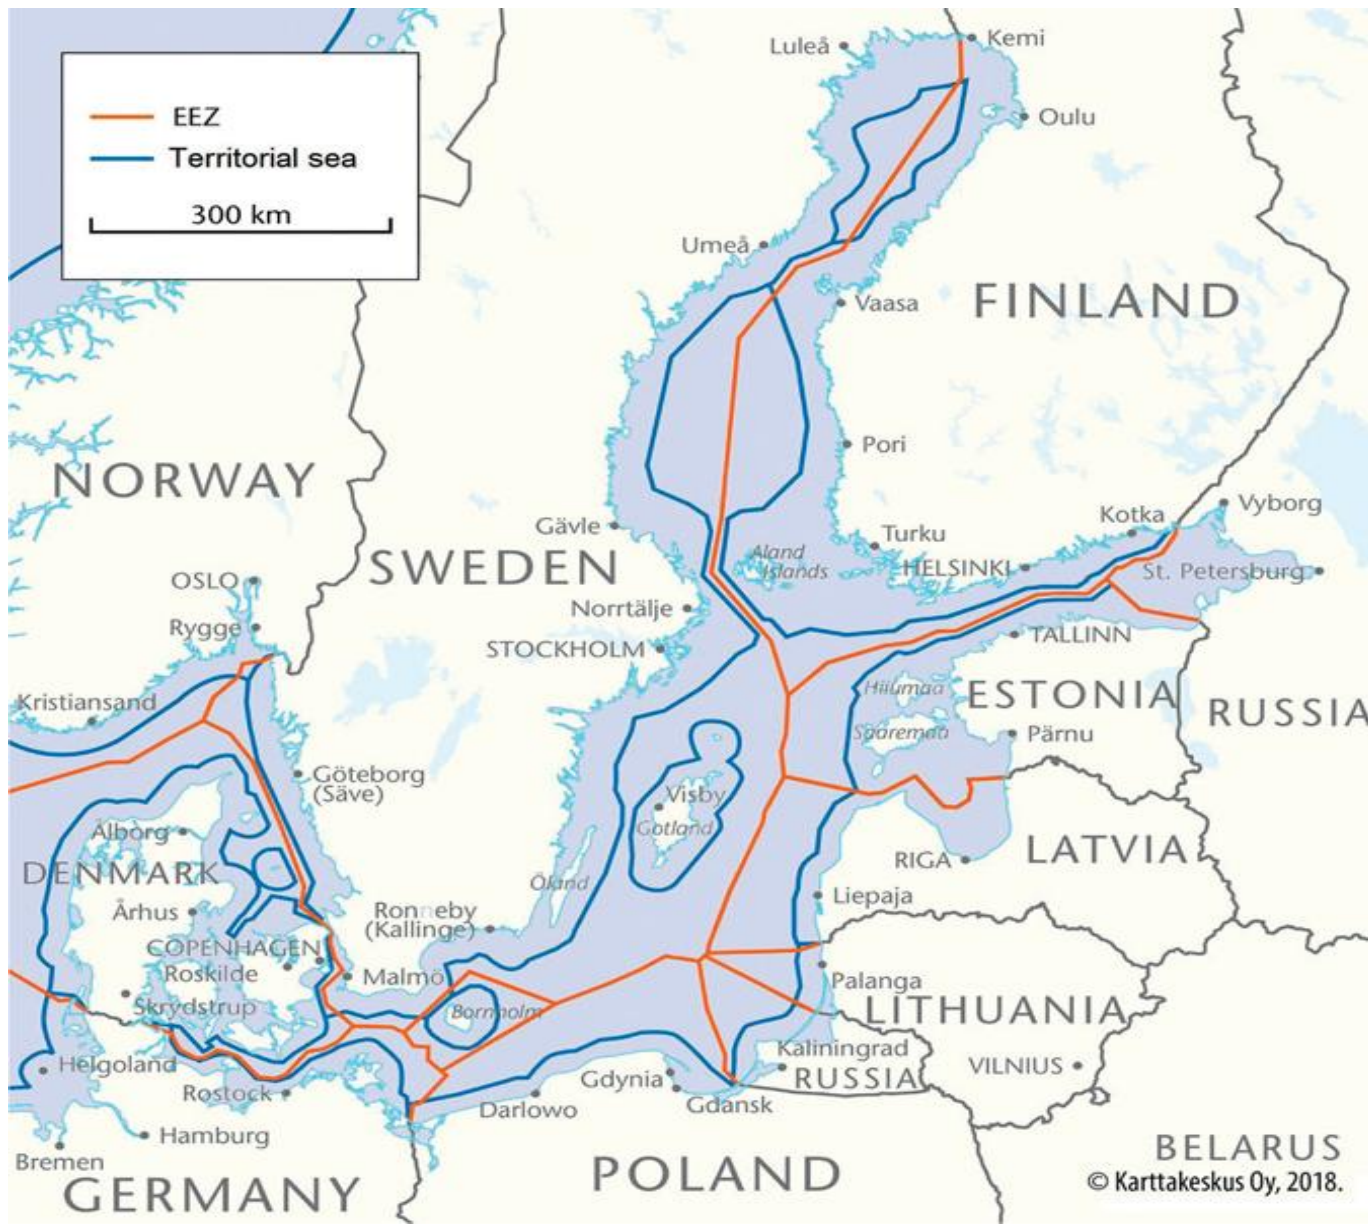 EEZ
Territorial sea
300 km
Luleå
Kemi
Oulu
Umeå
Vaasa
FINLAND
Pori
NORWAY
Gävle
SWEDEN
Åland
Islands
Turku
HELSINKI
Kotka
Vyborg
St. Petersburg
OSLO
Rygge
Norrtälje
STOCKHOLM
TALLINN
Kristiansand
Hiiumaa
Saaremaa
ESTONIA
Pärnu
RUSSIA
Göteborg
(Säve)
Visby
Gotland
Ålborg
DENMARK
RIGA
LATVIA
Öland
Liepaja
Århus
Ronneby
(Kallinge)
COPENHAGEN
Roskilde
Malmö
Skrydstrup
Bornholm
Palanga
LITHUANIA
Kaliningrad
RUSSIA
VILNIUS
Helgoland
Rostock
Darlowo
Gdynia
Gdansk
Hamburg
Bremen
GERMANY
POLAND
BELARUS
© Karttakeskus Oy, 2018.